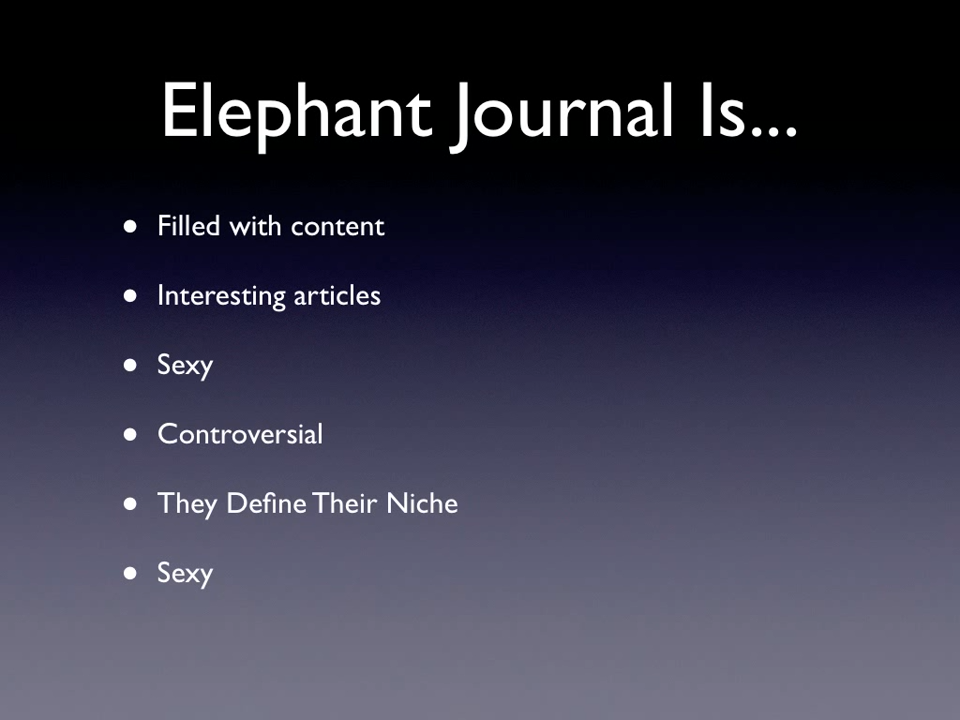 Elephant Journal Is...
• Filled with content
• Interesting articles
• Sexy
• Controversial
• They Define Their Niche
• Sexy